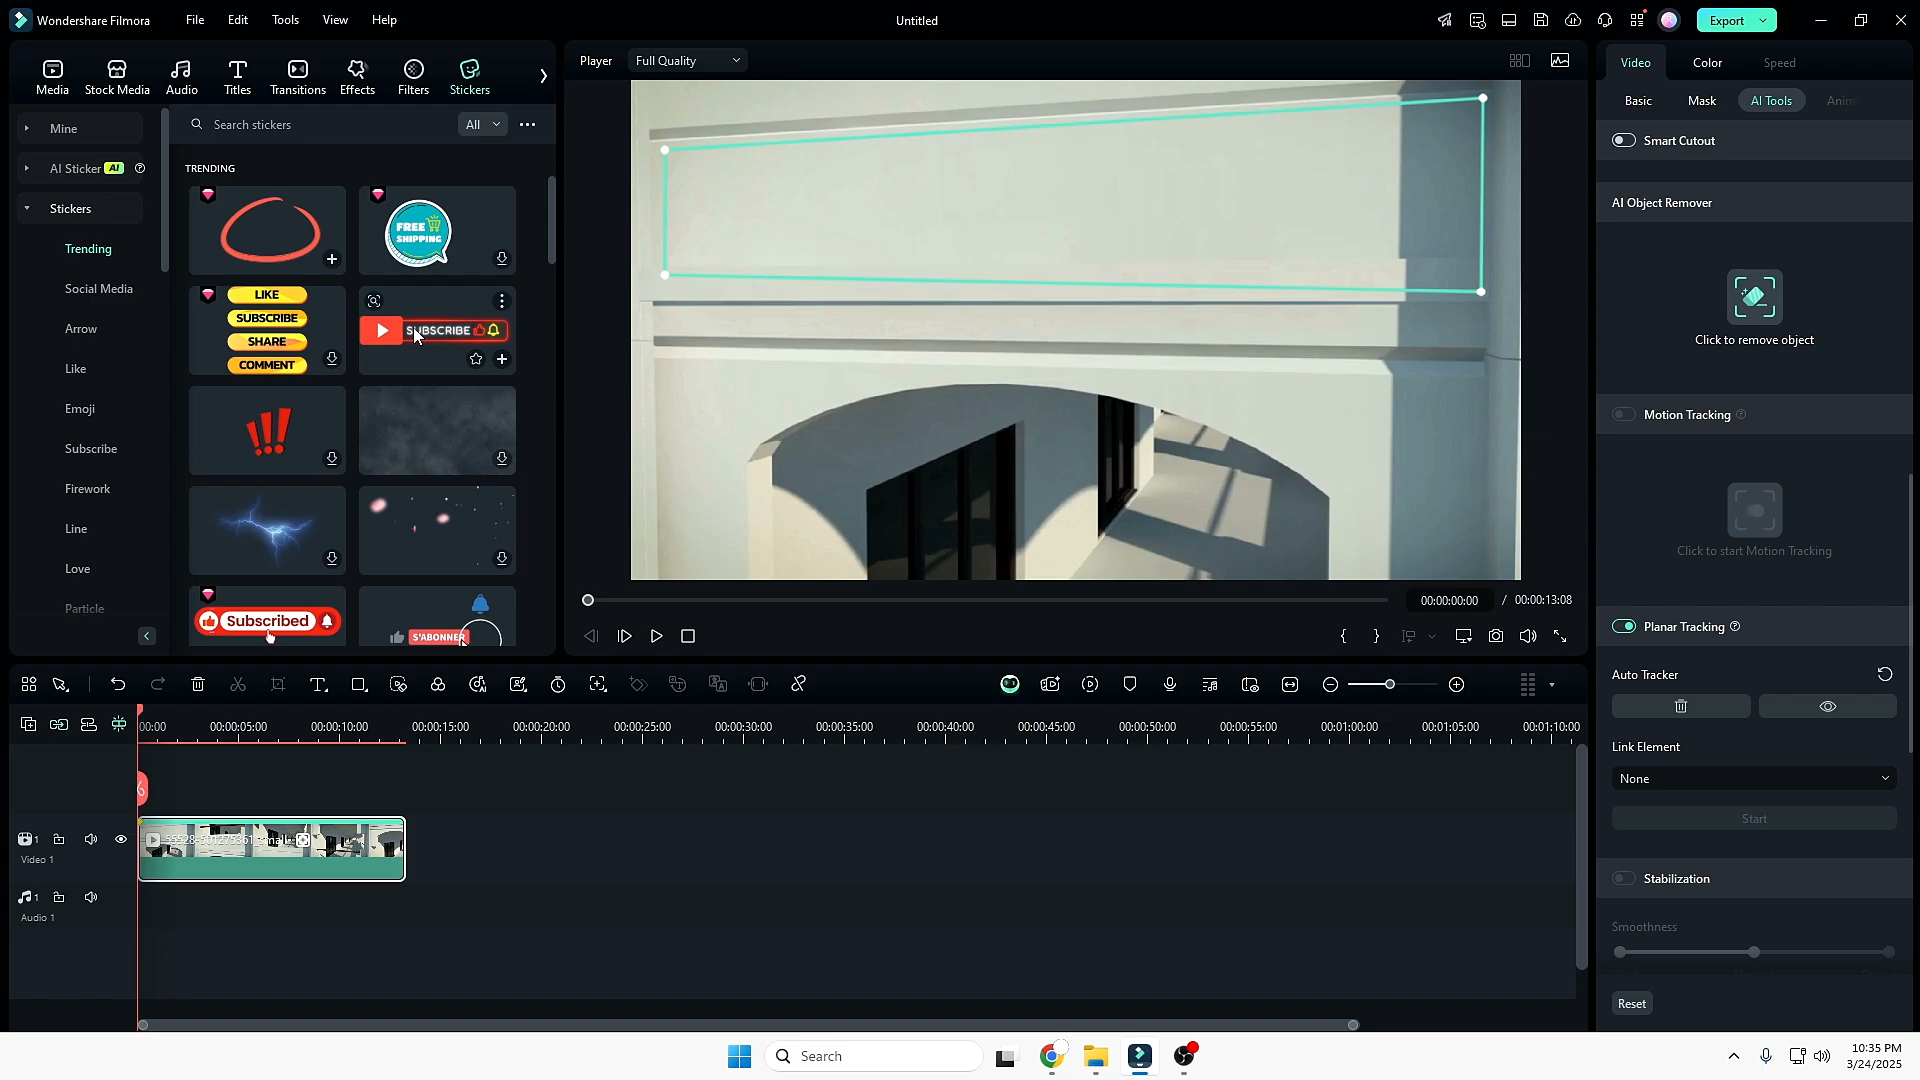 Wondershare Filmora
File
Edit
Tools
View
Help
Untitled
Export
Media
Stock Media
Audio
Titles
Transitions
Effects
Filters
Stickers
Player
Full Quality
Video
Color
Speed
Basic
Mask
AI Tools
Anim
Mine
AI Sticker AI
Stickers
Trending
Social Media
Arrow
Like
Emoji
Subscribe
Firework
Line
Love
Particle
Search stickers
All
TRENDING
FREE
SHIPPING
LIKE
SUBSCRIBE
SHARE
COMMENT
SUBSCRIBE
!!!
Subscribed
S'ABONNER
00:00:00:00
/ 00:00:13:08
Smart Cutout
AI Object Remover
Click to remove object
Motion Tracking
Click to start Motion Tracking
Planar Tracking
Auto Tracker
Link Element
None
Start
Stabilization
Smoothness
Reset
00:00
00:00:05:00
00:00:10:00
00:00:15:00
00:00:20:00
00:00:25:00
00:00:30:00
00:00:35:00
00:00:40:00
00:00:45:00
00:00:50:00
00:00:55:00
00:01:00:00
00:01:05:00
00:01:10:00
1
Video 1
1
Audio 1
Search
10:35 PM
3/24/2025